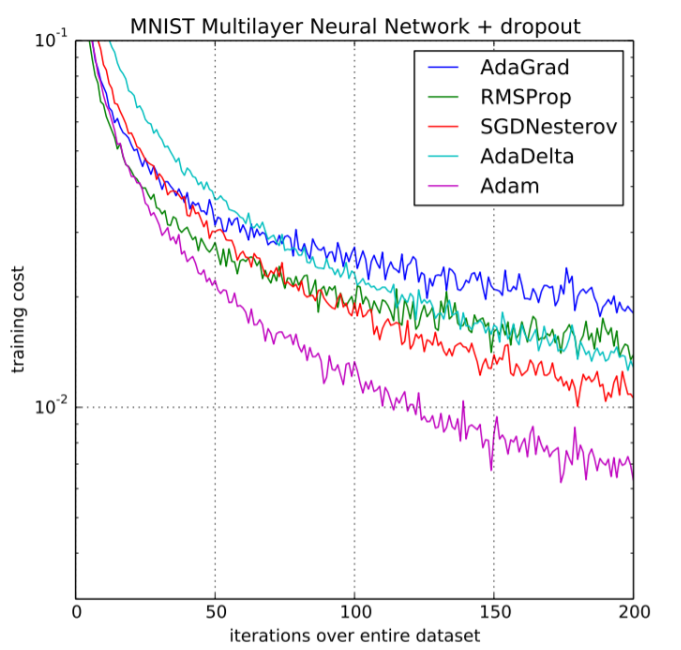 MNIST Multilayer Neural Network + dropout
10⁻¹
AdaGrad
RMSProp
SGDNesterov
AdaDelta
Adam
training cost
10⁻²
0 50 100 150 200
iterations over entire dataset